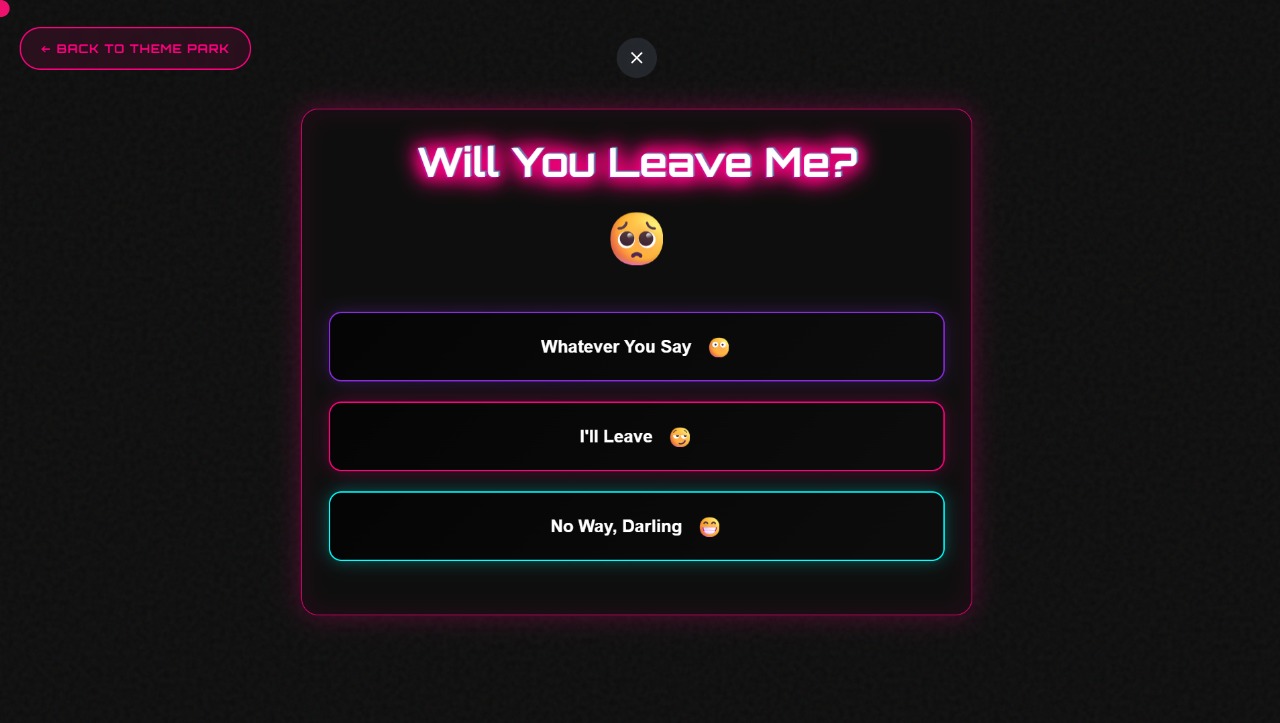 ← BACK TO THEME PARK
Will You Leave Me?
Whatever You Say
I'll Leave
No Way, Darling